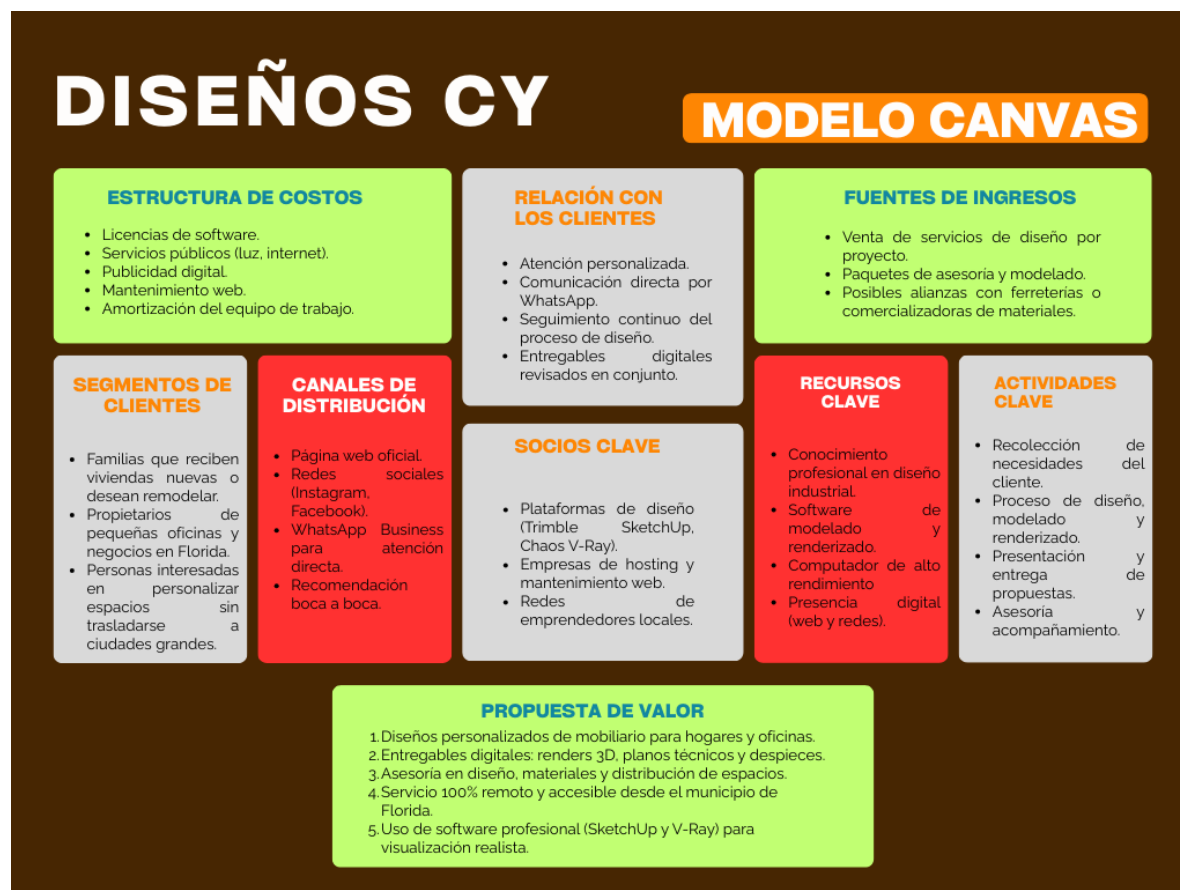 DISEÑOS CY
MODELO CANVAS
ESTRUCTURA DE COSTOS
• Licencias de software.
• Servicios públicos (luz, internet).
• Publicidad digital.
• Mantenimiento web.
• Amortización del equipo de trabajo.
RELACIÓN CON
LOS CLIENTES
• Atención personalizada.
• Comunicación directa por
WhatsApp.
• Seguimiento continuo del
proceso de diseño.
• Entregables digitales
revisados en conjunto.
FUENTES DE INGRESOS
• Venta de servicios de diseño por
proyecto.
• Paquetes de asesoría y modelado.
• Posibles alianzas con ferreterías o
comercializadoras de materiales.
SEGMENTOS DE
CLIENTES
• Familias que reciben
viviendas nuevas o
desean remodelar.
• Propietarios de
pequeñas oficinas y
negocios en Florida.
• Personas interesadas
en personalizar
espacios sin
trasladarse a
ciudades grandes.
CANALES DE
DISTRIBUCIÓN
• Página web oficial.
• Redes sociales
(Instagram,
Facebook).
• WhatsApp Business
para atención
directa.
• Recomendación
boca a boca.
SOCIOS CLAVE
• Plataformas de diseño
(Trimble SketchUp,
Chaos V-Ray).
• Empresas de hosting y
mantenimiento web.
• Redes de
emprendedores locales.
RECURSOS
CLAVE
• Conocimiento
profesional en diseño
industrial.
• Software de
modelado y
renderizado.
• Computador de alto
rendimiento
• Presencia digital
(web y redes).
ACTIVIDADES
CLAVE
• Recolección de
necesidades del
cliente.
• Proceso de diseño,
modelado y
renderizado.
• Presentación y
entrega de
propuestas.
• Asesoría y
acompañamiento.
PROPUESTA DE VALOR
1. Diseños personalizados de mobiliario para hogares y oficinas.
2. Entregables digitales: renders 3D, planos técnicos y despieces.
3. Asesoría en diseño, materiales y distribución de espacios.
4. Servicio 100% remoto y accesible desde el municipio de
Florida.
5. Uso de software profesional (SketchUp y V-Ray) para
visualización realista.